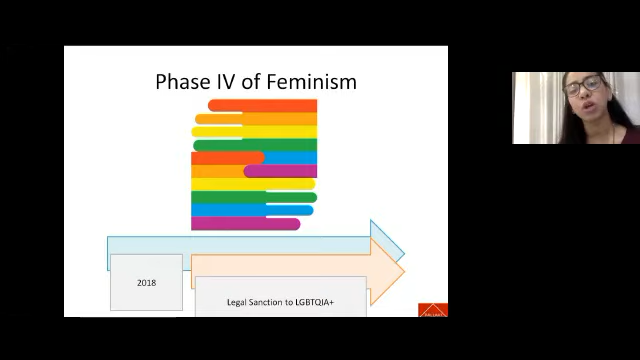 Phase IV of Feminism
2018
Legal Sanction to LGBTQIA+